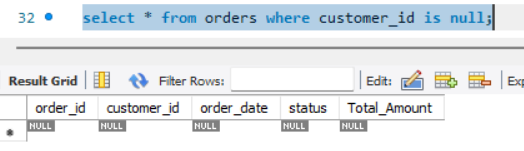 32 select * from orders where customer_id is null;
Result Grid Filter Rows: Edit: Exp
order_id customer_id order_date status Total_Amount
* NULL NULL NULL NULL NULL